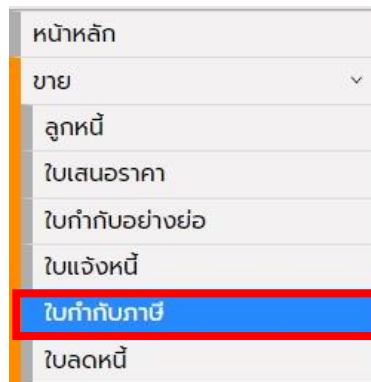 หน้าหลัก
ขาย
ลูกหนี้
ใบเสนอราคา
ใบกำกับอย่างย่อ
ใบแจ้งหนี้
ใบกำกับภาษี
ใบลดหนี้